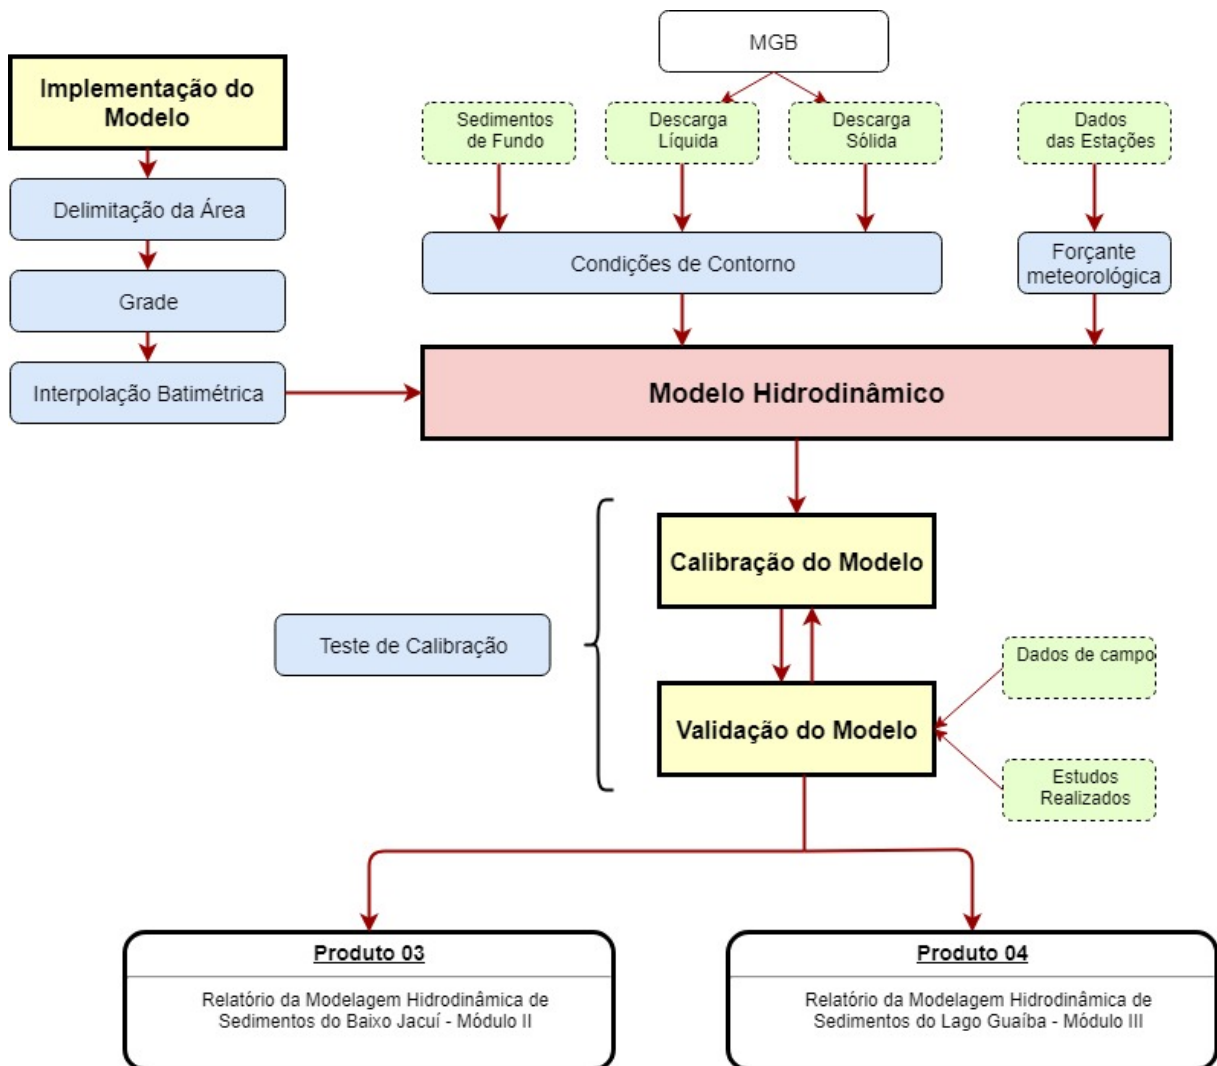 MGB
Implementação do
Modelo
Sedimentos
de Fundo
Descarga
Líquida
Descarga
Sólida
Dados
das Estações
Delimitação da Área
Condições de Contorno
Forçante
meteorológica
Grade
Interpolação Batimétrica
Modelo Hidrodinâmico
Calibração do Modelo
Teste de Calibração
Dados de campo
Validação do Modelo
Estudos
Realizados
Produto 03
Relatório da Modelagem Hidrodinâmica de
Sedimentos do Baixo Jacuí - Módulo II
Produto 04
Relatório da Modelagem Hidrodinâmica de
Sedimentos do Lago Guaíba - Módulo III